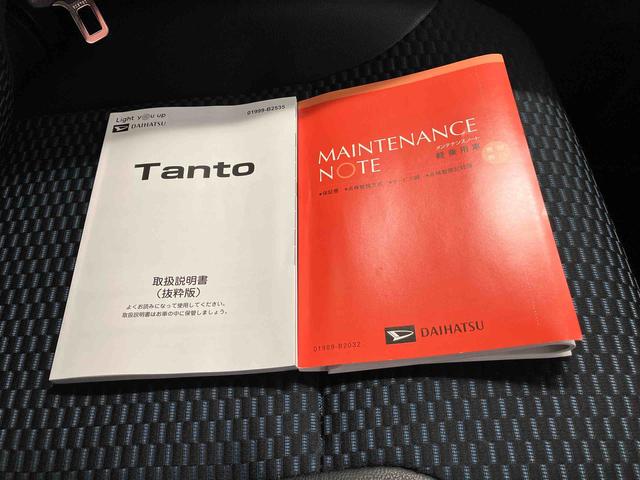 Light you up
DAIHATSU
01999-B2535
Tanto
取扱説明書
(抜粋版)
よくお読みになって使用してください。
取扱説明書はお車の中に保管しましょう。
MAINTENANCE
NOTE
メンテナンスノート
軽乗用車
•保証書
DAIHATSU
01989-B2032